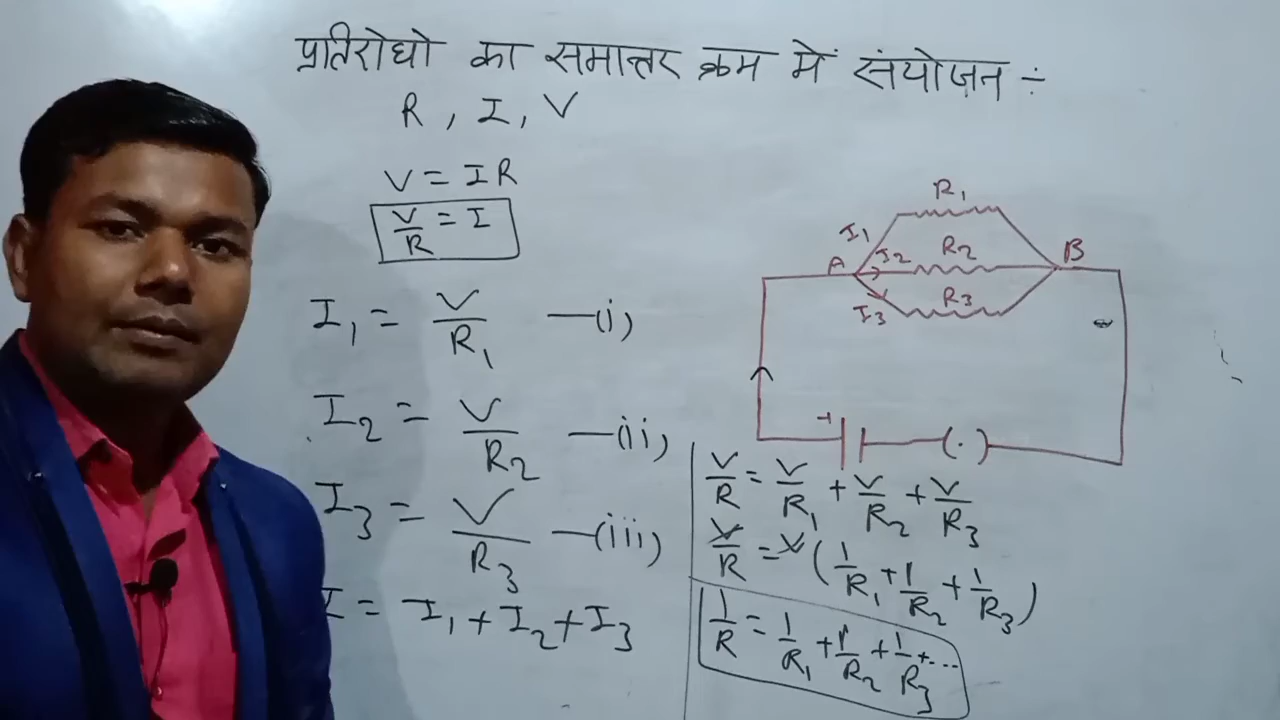 प्रतिरोधो का समान्तर क्रम में संयोजन ÷
R, I, V
V = IR
V/R = I
I₁ = V/R₁ —(i)
I₂ = V/R₂ —(ii)
I₃ = V/R₃ —(iii)
I = I₁ + I₂ + I₃
R₁
I₁
A I₂ R₂ B
I₃ R₃
+ (·)
V/R = V/R₁ + V/R₂ + V/R₃
V/R = V (1/R₁ + 1/R₂ + 1/R₃)
1/R = 1/R₁ + 1/R₂ + 1/R₃ + ...